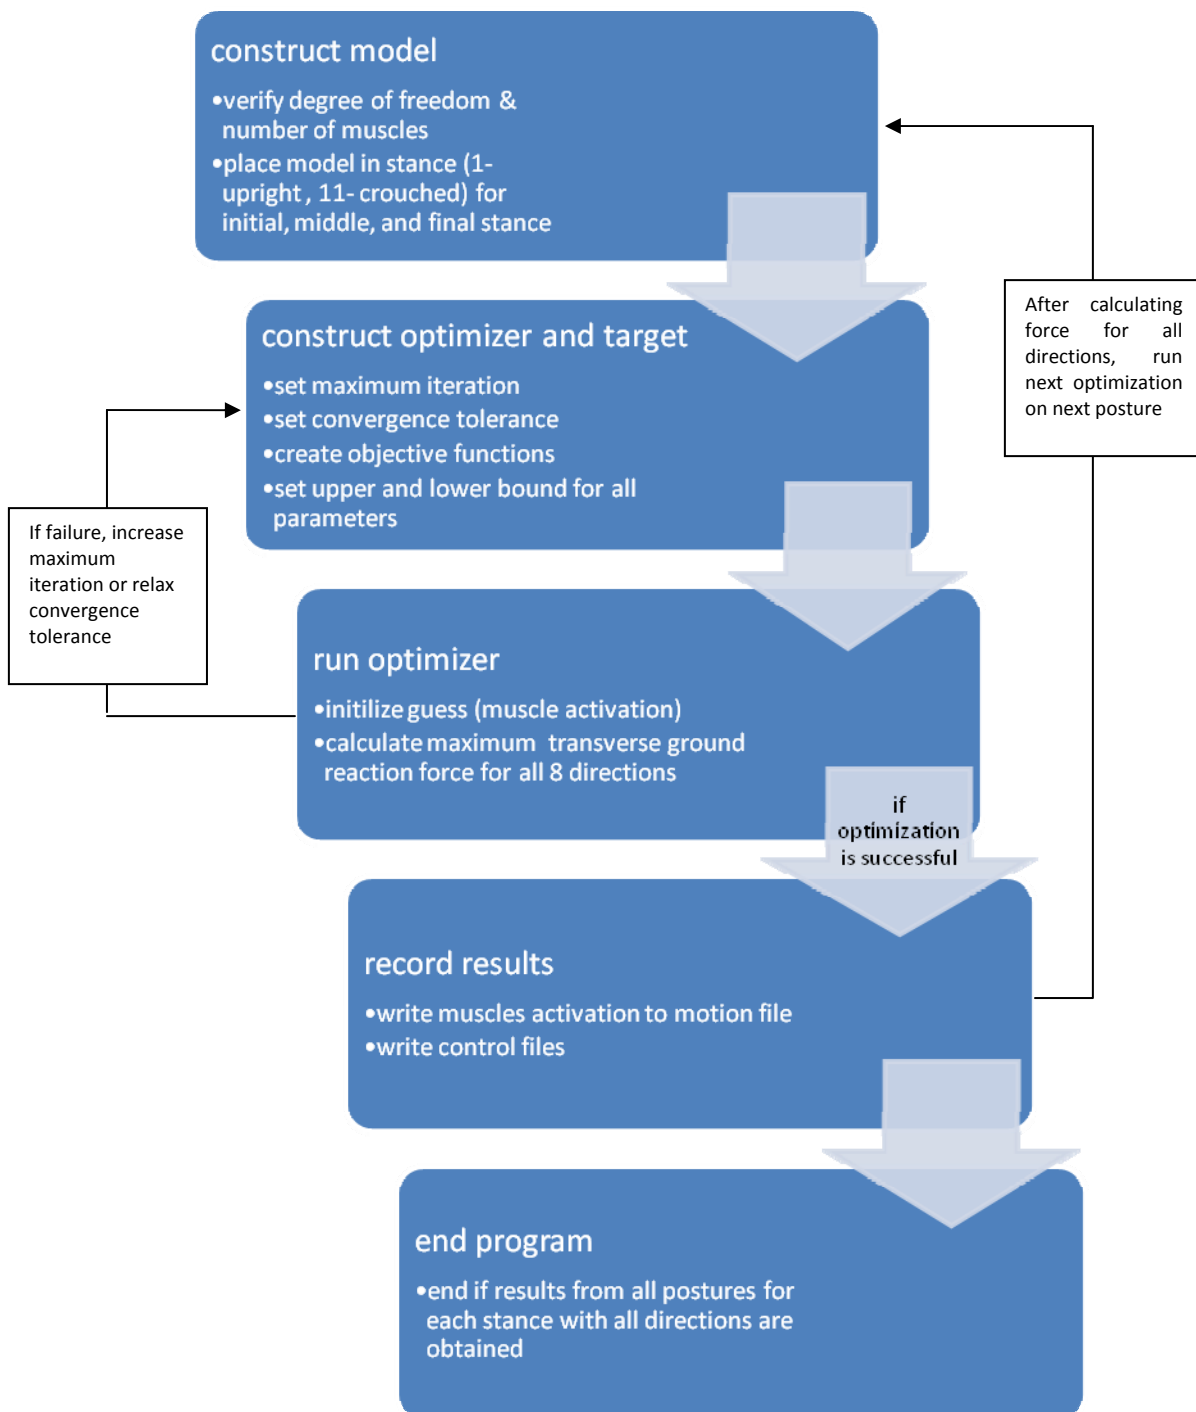 construct model
•verify degree of freedom &
number of muscles
•place model in stance (1-
upright , 11- crouched) for
initial, middle, and final stance
After calculating
force for all
directions, run
next optimization
on next posture
construct optimizer and target
•set maximum iteration
•set convergence tolerance
•create objective functions
•set upper and lower bound for all
parameters
If failure, increase
maximum
iteration or relax
convergence
tolerance
run optimizer
•initilize guess (muscle activation)
•calculate maximum transverse ground
reaction force for all 8 directions
if
optimization
is successful
record results
•write muscles activation to motion file
•write control files
end program
•end if results from all postures for
each stance with all directions are
obtained